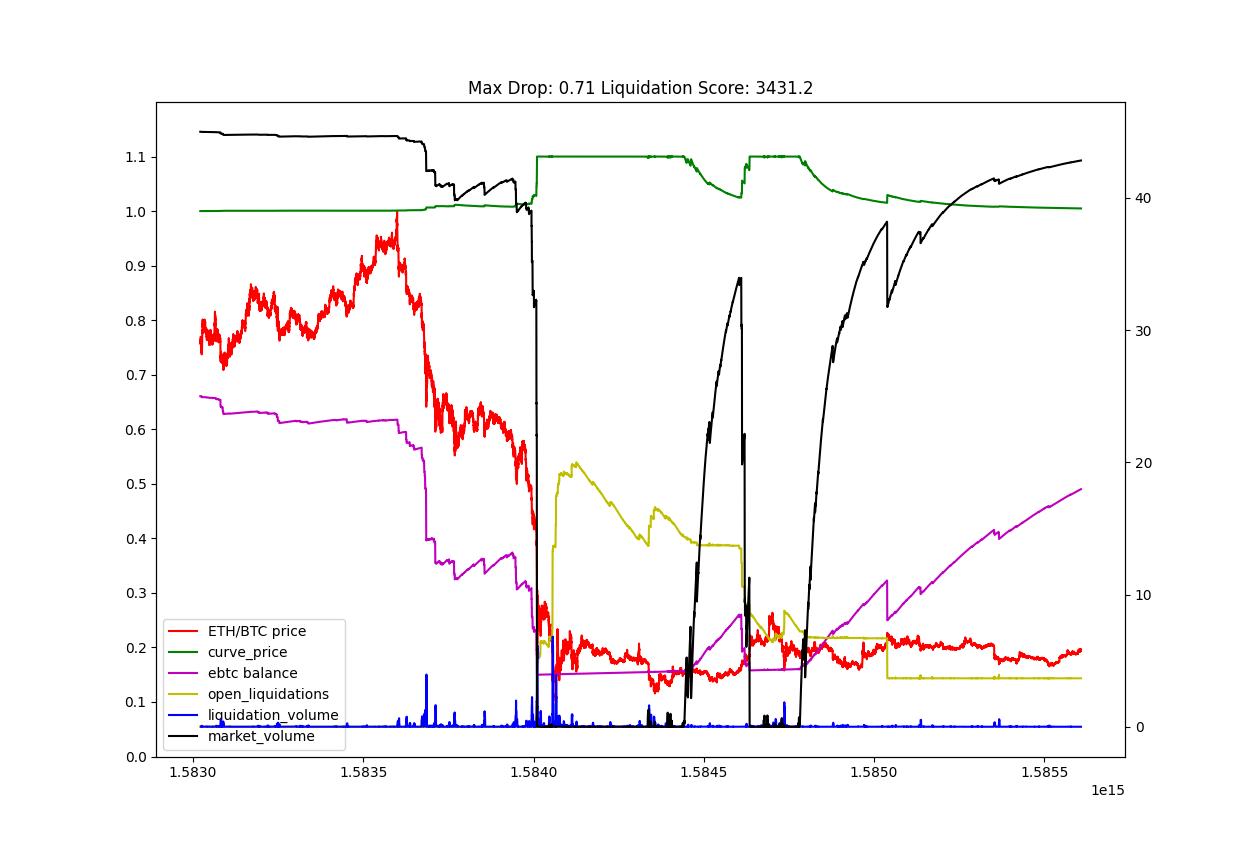 Max Drop: 0.71 Liquidation Score: 3431.2
1.1
1.0
0.9
0.8
0.7
0.6
0.5
0.4
0.3
0.2
0.1
0.0
40
30
20
10
0
ETH/BTC price
curve_price
ebtc balance
open_liquidations
liquidation_volume
market_volume
1.5830 1.5835 1.5840 1.5845 1.5850 1.5855
1e15